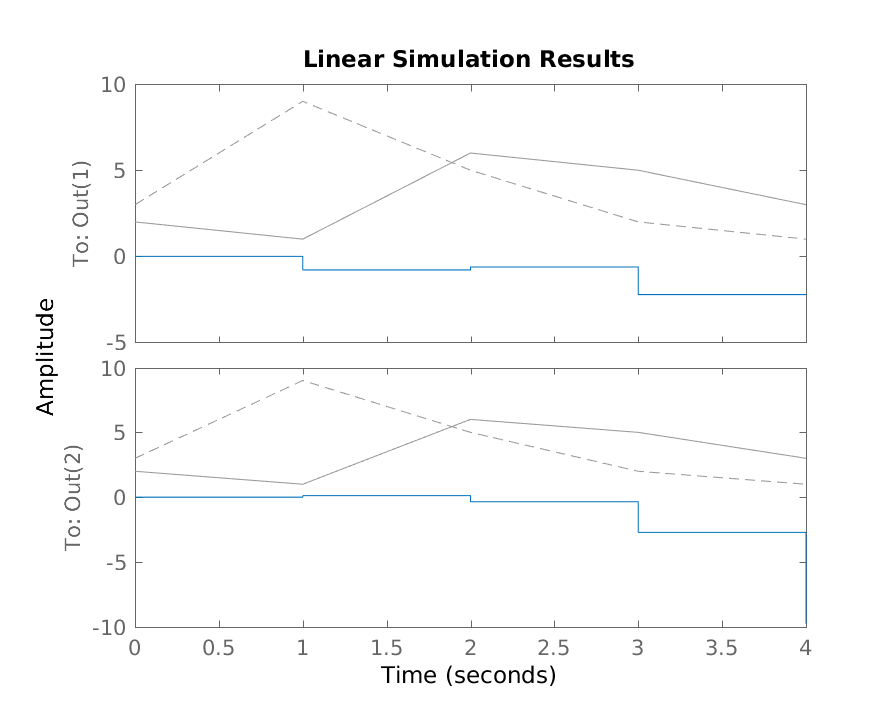 Linear Simulation Results
Amplitude
To: Out(1)
10
5
0
-5
To: Out(2)
10
5
0
-5
-10
0 0.5 1 1.5 2 2.5 3 3.5 4
Time (seconds)